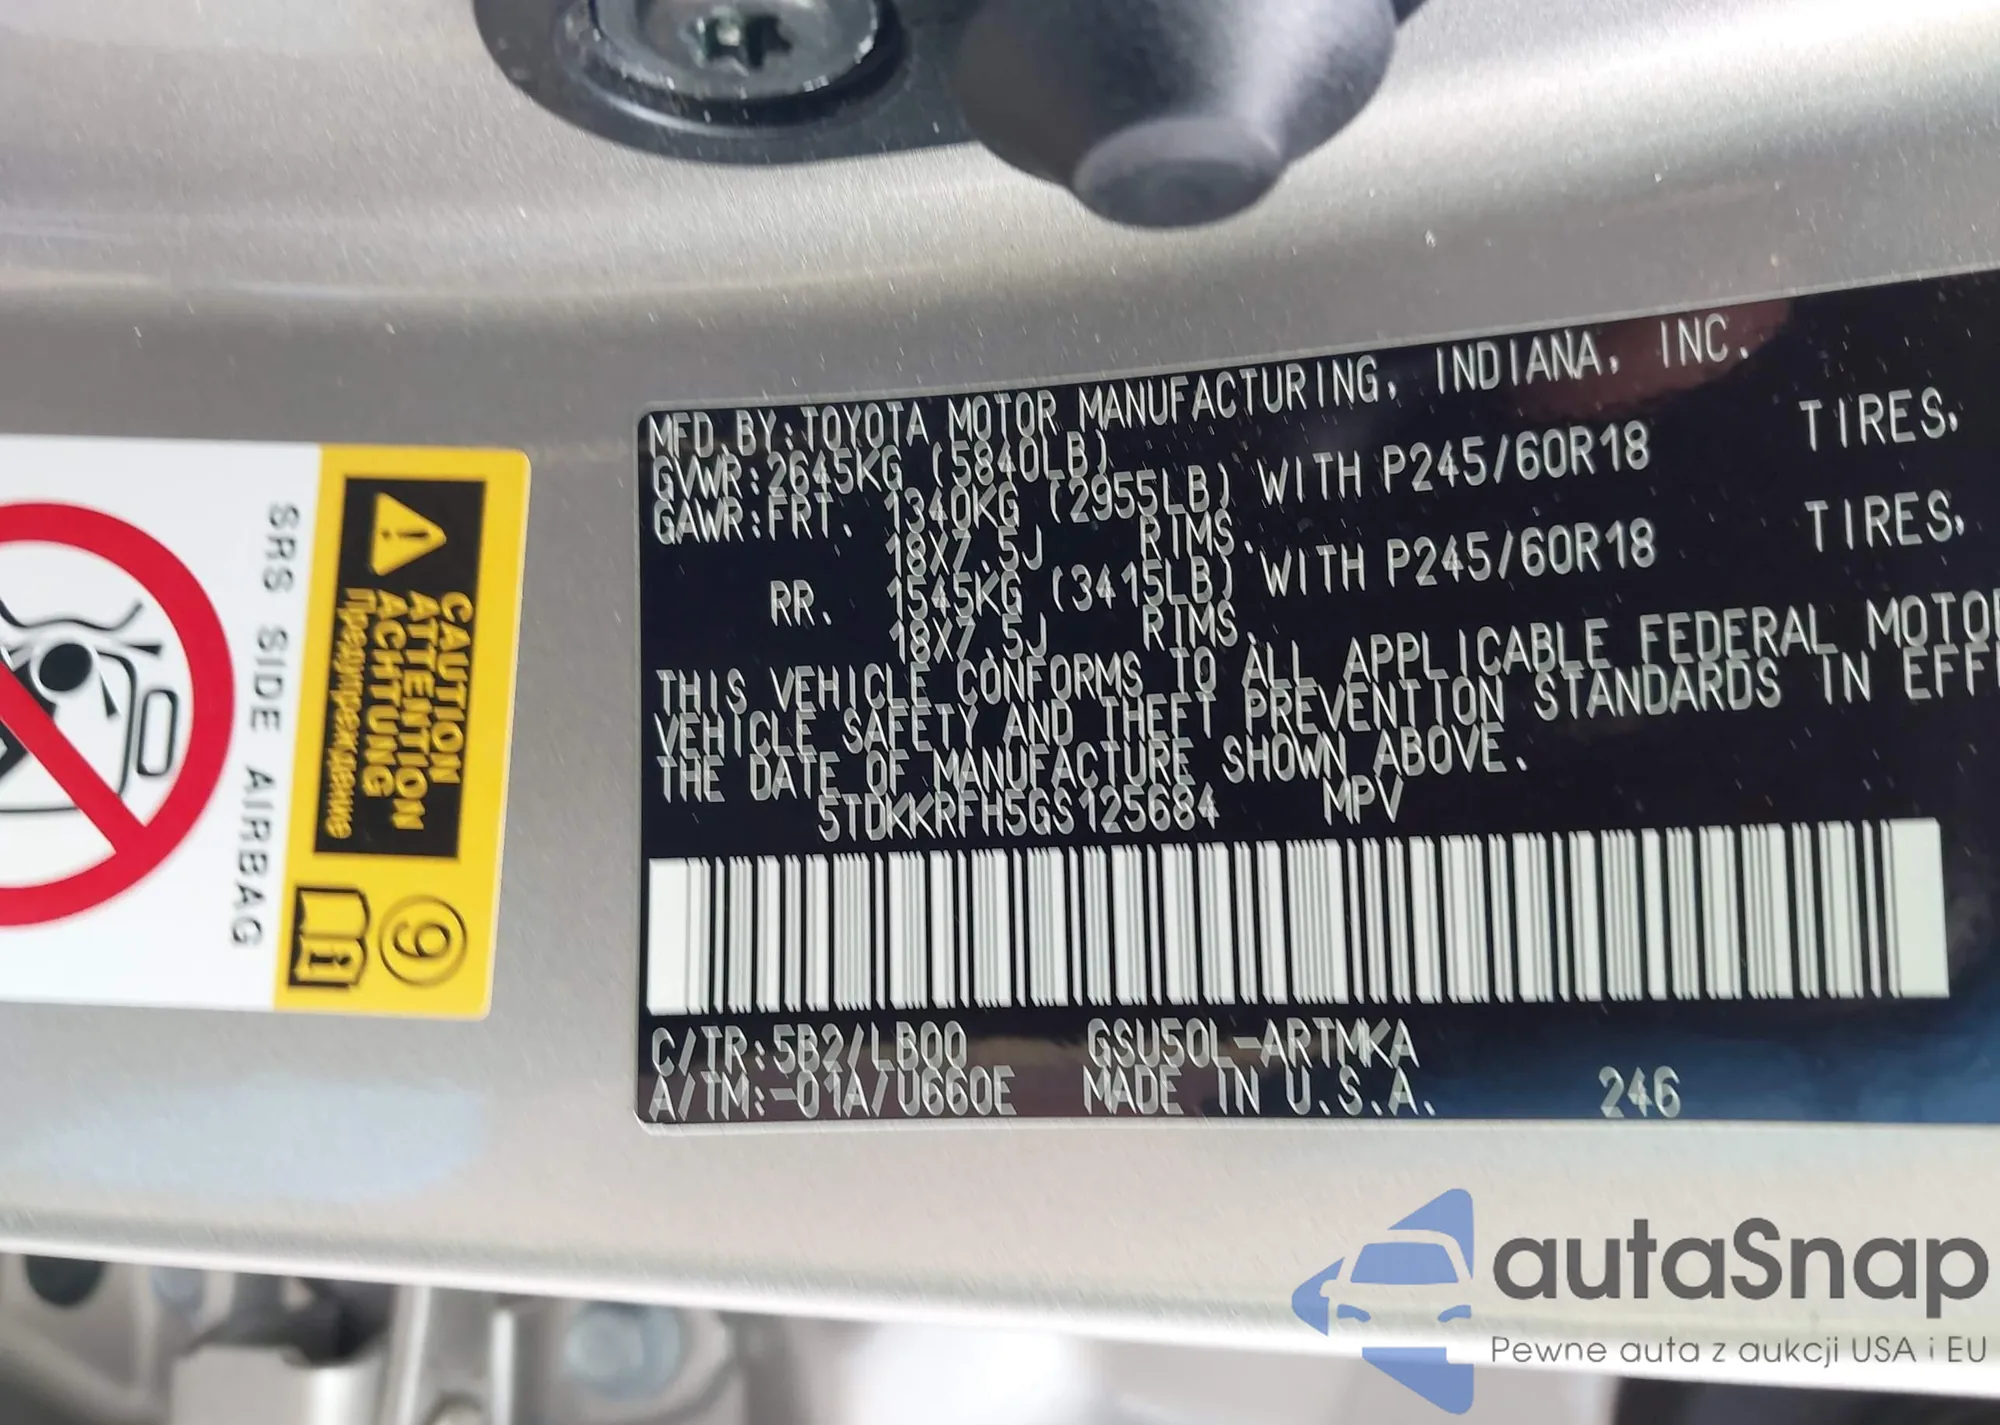 SRS SIDE AIRBAG
CAUTION
ATTENTION
ACHTUNG
Предупреждение
9
i
MFD.BY:TOYOTA MOTOR MANUFACTURING, INDIANA, INC.
GVWR:2645KG (5840LB)
GAWR:FRT. 1340KG (2955LB) WITH P245/60R18 TIRES,
18X7.5J RIMS.
RR. 1545KG (3415LB) WITH P245/60R18 TIRES,
18X7.5J RIMS.
THIS VEHICLE CONFORMS TO ALL APPLICABLE FEDERAL MOTOR
VEHICLE SAFETY AND THEFT PREVENTION STANDARDS IN EFFE
THE DATE OF MANUFACTURE SHOWN ABOVE.
5TDKKRFH5GS125684 MPV
C/TR:5B2/LB00 GSU50L-ARTMKA
A/TM:-01A/U660E MADE IN U.S.A. 246
autaSnap
Pewne auta z aukcji USA i EU